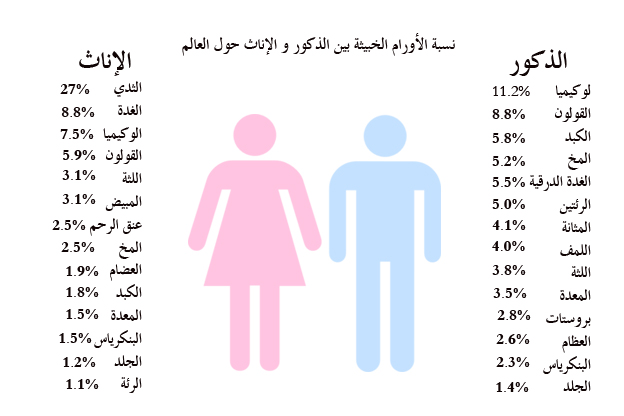 نسبة الأورام الخبيثة بين الذكور و الإناث حول العالم
الذكور
لوكيميا 11.2%
القولون 8.8%
الكبد 5.8%
المخ 5.2%
الغدة الدرقية 5.5%
الرئتين 5.0%
المثانة 4.1%
اللمف 4.0%
اللثة 3.8%
المعدة 3.5%
بروستات 2.8%
العظام 2.6%
البنكرياس 2.3%
الجلد 1.4%
الإناث
الثدي 27%
الغدة 8.8%
الوكيميا 7.5%
القولون 5.9%
اللثة 3.1%
المبيض 3.1%
عنق الرحم 2.5%
المخ 2.5%
العضام 1.9%
الكبد 1.8%
المعدة 1.5%
البنكرياس 1.5%
الجلد 1.2%
الرئة 1.1%